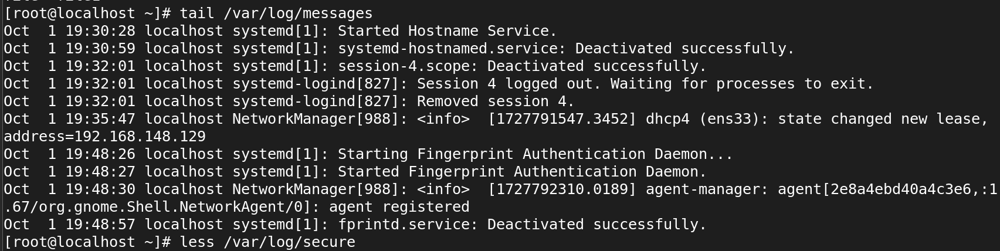 [root@localhost ~]# tail /var/log/messages
Oct  1 19:30:28 localhost systemd[1]: Started Hostname Service.
Oct  1 19:30:59 localhost systemd[1]: systemd-hostnamed.service: Deactivated successfully.
Oct  1 19:32:01 localhost systemd[1]: session-4.scope: Deactivated successfully.
Oct  1 19:32:01 localhost systemd-logind[827]: Session 4 logged out. Waiting for processes to exit.
Oct  1 19:32:01 localhost systemd-logind[827]: Removed session 4.
Oct  1 19:35:47 localhost NetworkManager[988]: <info>  [1727791547.3452] dhcp4 (ens33): state changed new lease,
address=192.168.148.129
Oct  1 19:48:26 localhost systemd[1]: Starting Fingerprint Authentication Daemon...
Oct  1 19:48:27 localhost systemd[1]: Started Fingerprint Authentication Daemon.
Oct  1 19:48:30 localhost NetworkManager[988]: <info>  [1727792310.0189] agent-manager: agent[2e8a4ebd40a4c3e6,:1
.67/org.gnome.Shell.NetworkAgent/0]: agent registered
Oct  1 19:48:57 localhost systemd[1]: fprintd.service: Deactivated successfully.
[root@localhost ~]# less /var/log/secure